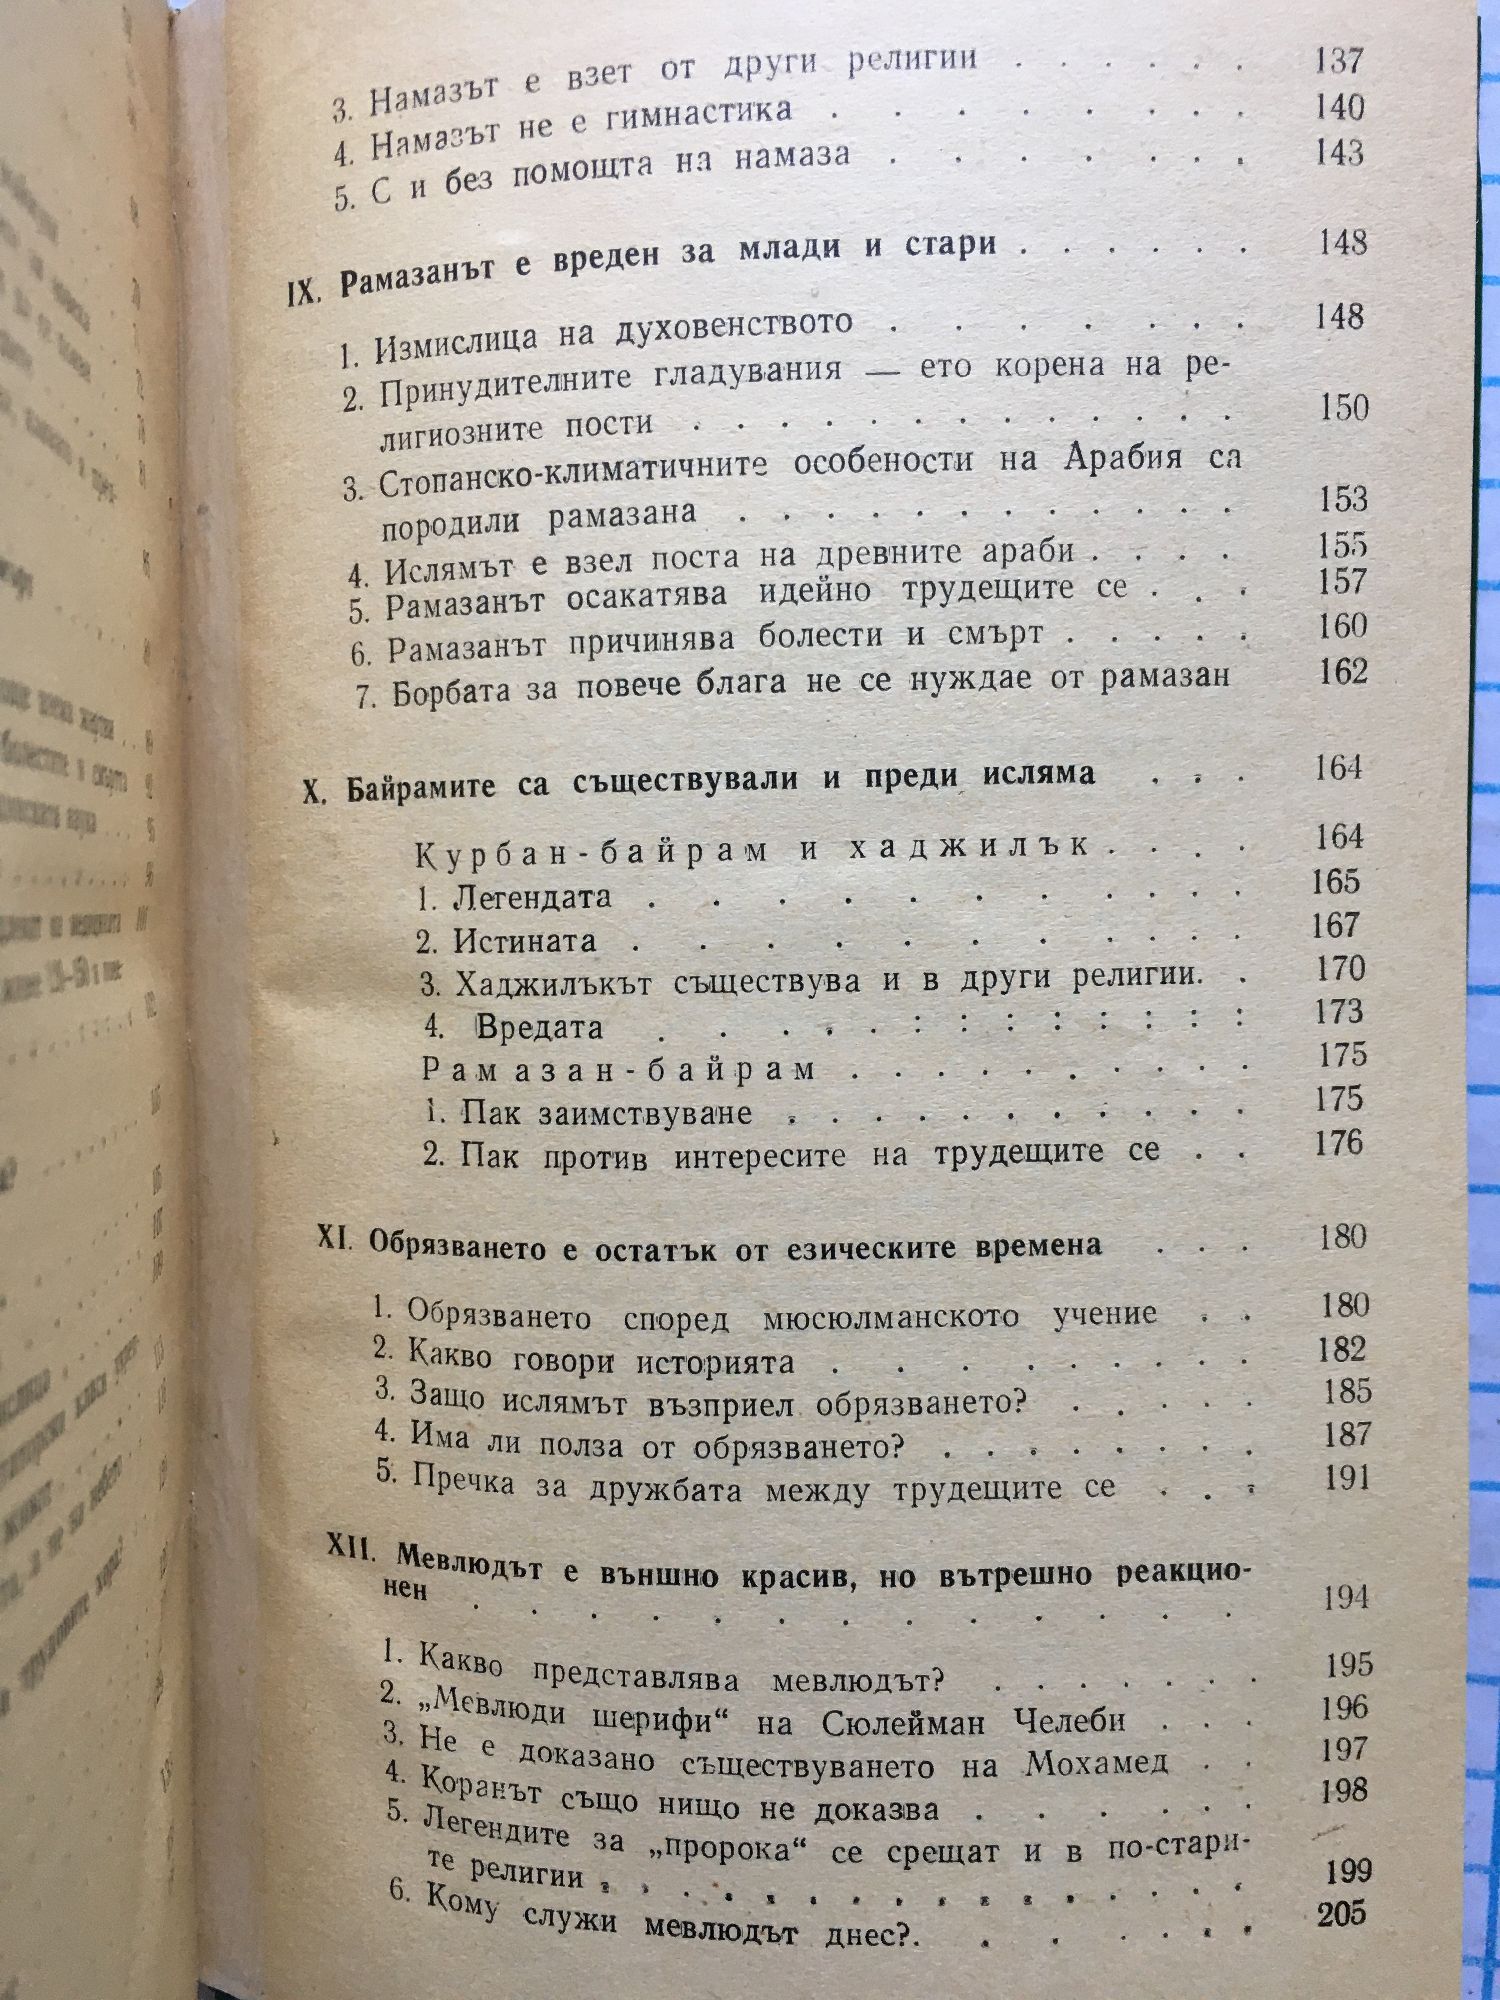 3. Намазът е взет от други религии . . . . . . 137
4. Намазът не е гимнастика . . . . . . . . 140
5. С и без помощта на намаза . . . . . . . 143
IX. Рамазанът е вреден за млади и стари . . . . . . 148
1. Измислица на духовенството . . . . . . . 148
2. Принудителните гладувания — ето корена на ре-
лигиозните пости . . . . . . . . . . . . . 150
3. Стопанско-климатичните особености на Арабия са
породили рамазана . . . . . . . . . . . . 153
4. Ислямът е взел поста на древните араби . . . . 155
5. Рамазанът осакатява идейно трудещите се . . . 157
6. Рамазанът причинява болести и смърт . . . . . 160
7. Борбата за повече блага не се нуждае от рамазан 162
X. Байрамите са съществували и преди исляма . . . 164
Курбан-байрам и хаджилък . . . . 164
1. Легендата . . . . . . . . . . 165
2. Истината . . . . . . . . . . 167
3. Хаджилъкът съществува и в други религии. . 170
4. Вредата . . . . . : : : : : : : : 173
Рамазан-байрам . . . . . . . . . . 175
1. Пак заимствуване . . . . . . . . . . . 175
2. Пак против интересите на трудещите се . . 176
XI. Обрязването е остатък от езическите времена . . . 180
1. Обрязването според мюсюлманското учение . . 180
2. Какво говори историята . . . . . . . . 182
3. Защо ислямът възприел обрязването? . . . . . 185
4. Има ли полза от обрязването? . . . . . . . . 187
5. Пречка за дружбата между трудещите се . . . 191
XII. Мевлюдът е външно красив, но вътрешно реакцио-
нен . . . . . . . . . . . . . . 194
1. Какво представлява мевлюдът? . . . . . . . 195
2. „Мевлюди шерифи“ на Сюлейман Челеби . . . 196
3. Не е доказано съществуването на Мохамед . . 197
4. Коранът също нищо не доказва . . . . . . . 198
5. Легендите за „пророка“ се срещат и в по-стари-
те религии . . . . . . . . . . . . . . . 199
6. Кому служи мевлюдът днес?. . . . . . . 205